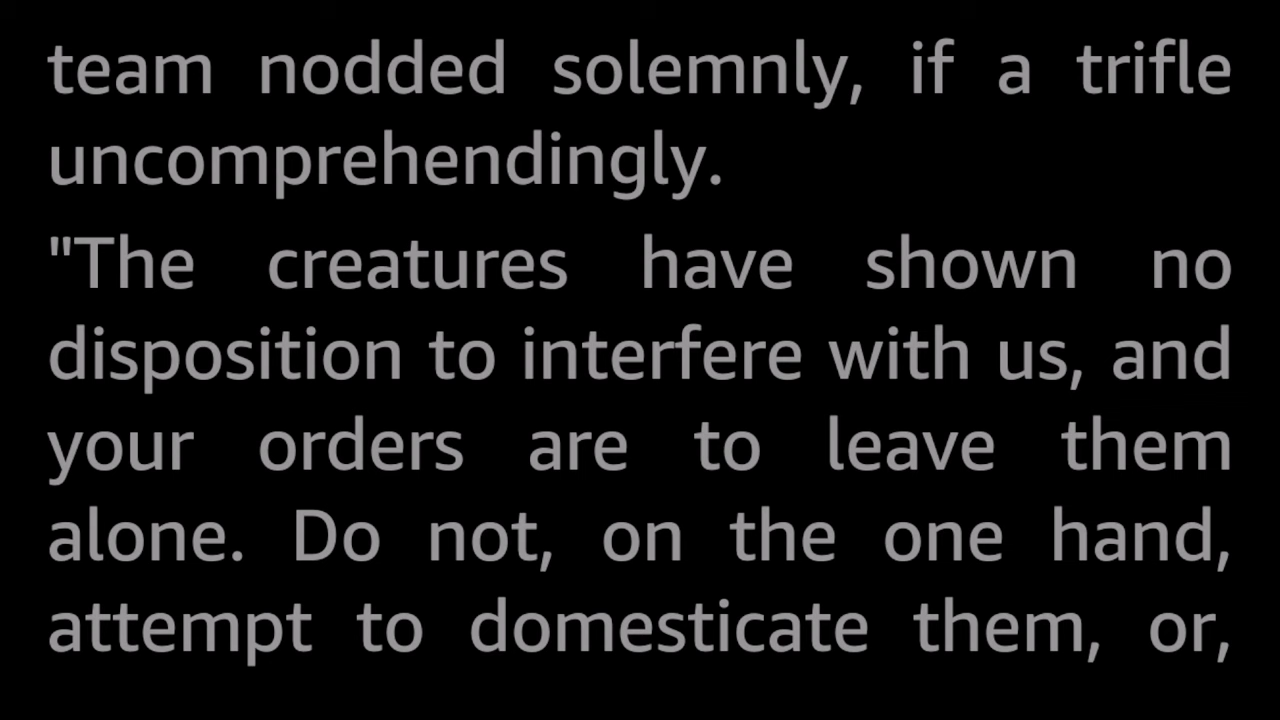 team nodded solemnly, if a trifle
uncomprehendingly.
"The creatures have shown no
disposition to interfere with us, and
your orders are to leave them
alone. Do not, on the one hand,
attempt to domesticate them, or,